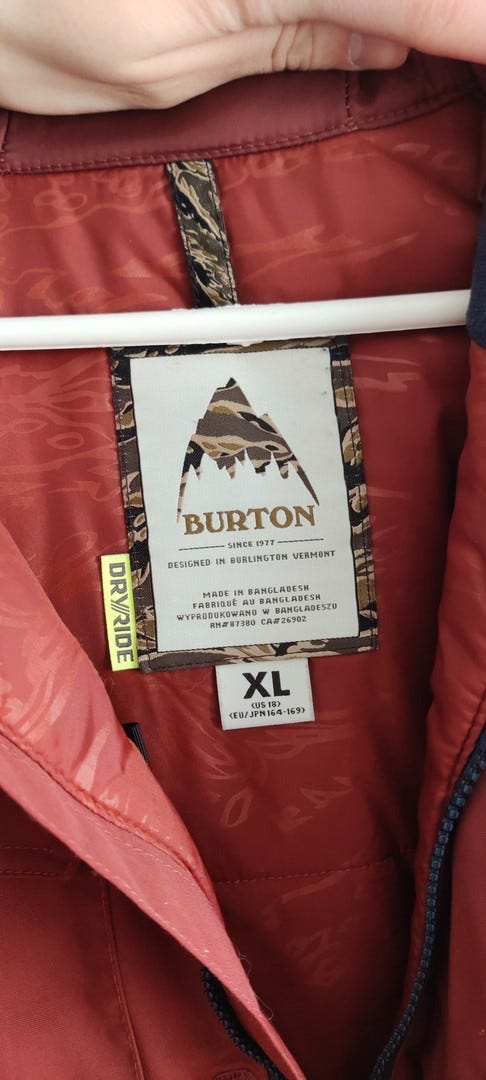 BURTON
SINCE 1977
DESIGNED IN BURLINGTON VERMONT
MADE IN BANGLADESH
FABRIQUÉ AU BANGLADESH
WYPRODUKOWANO W BANGLADESZU
RN#87380 CA#26902
DRY//RIDE
XL
<US 18>
<EU/JPN 164-169>